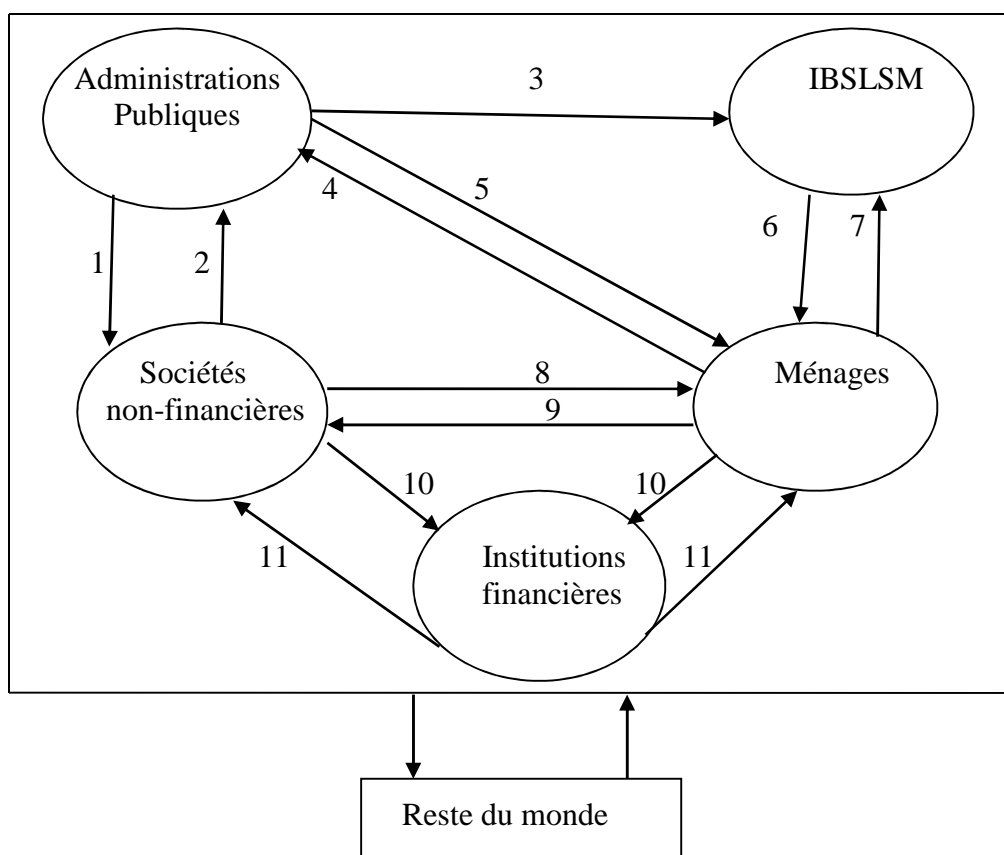 Administrations
Publiques
3
IBSLSM
4
5
6
7
1
2
Sociétés
non-financières
8
Ménages
9
10
10
11
Institutions
financières
11
Reste du monde